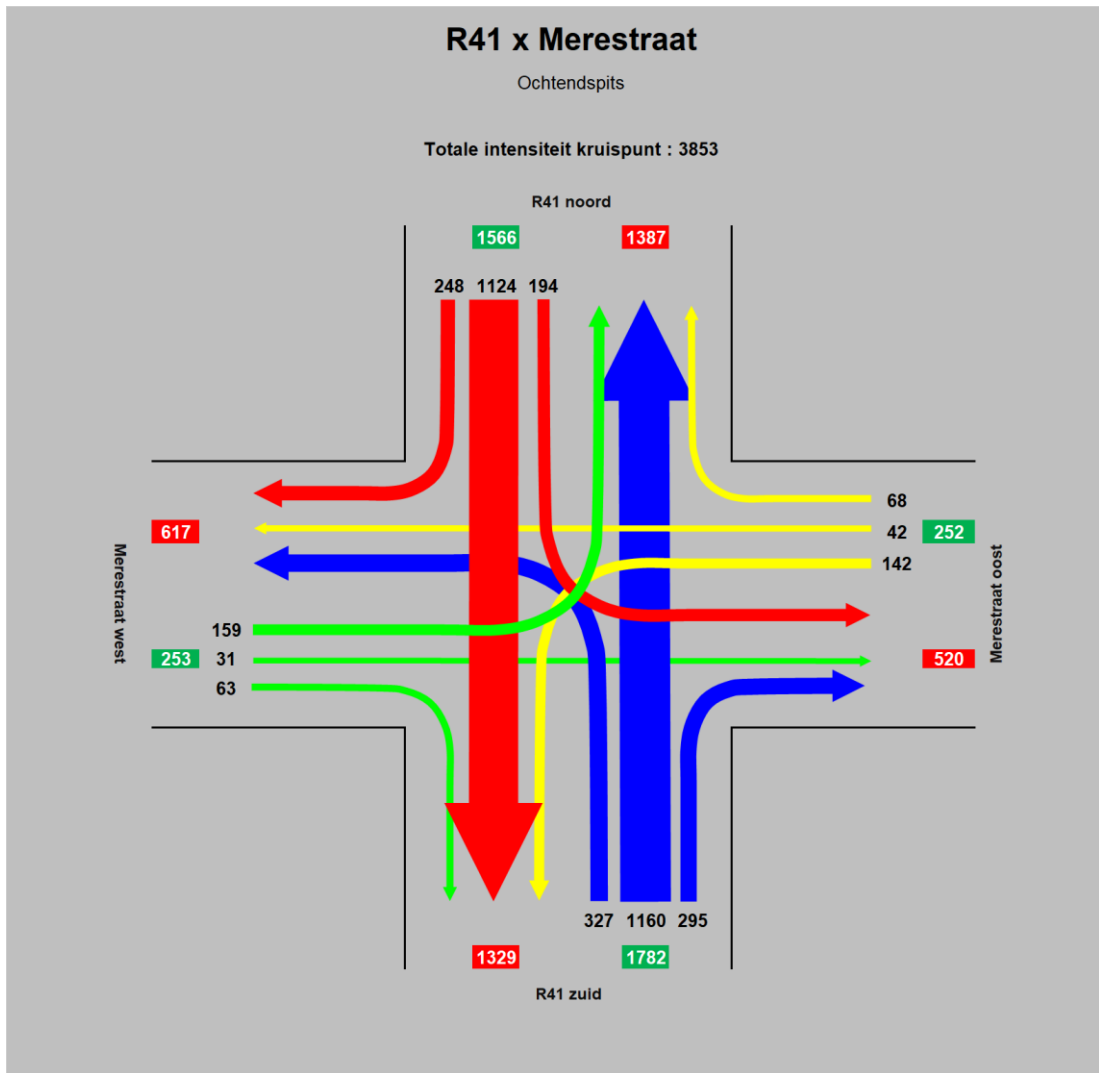 R41 x Merestraat
Ochtendspits
Totale intensiteit kruispunt : 3853
R41 noord
1566 1387
248 1124 194
68
617 42 252
142
Merestraat west
Merestraat oost
159
253 31 520
63
327 1160 295
1329 1782
R41 zuid